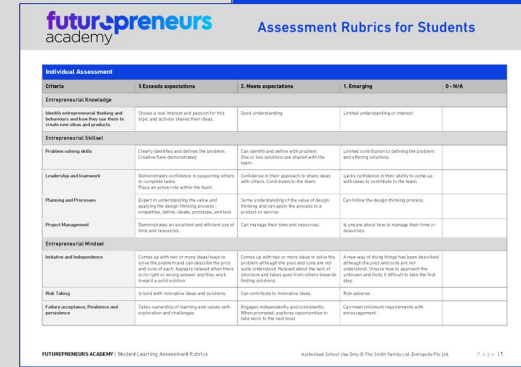 futurepreneurs
academy
Assessment Rubrics for Students
Individual Assessment
Criteria 3 Exceeds expectations 2. Meets expectations 1. Emerging 0 - N/A
Entrepreneurial Knowledge
Identify entrepreneurial thinking and behaviours and how they use them to create new ideas and products.
Shows a real interest and passion for this topic and actively shares their ideas.
Good understanding
Limited understanding or interest
Entrepreneurial Skillset
Problem solving skills
Clearly identifies and defines the problem. Creative flare demonstrated.
Can identify and define with problem. One or two solutions are shared with the team.
Limited contribution to defining the problem and offering solutions.
Leadership and teamwork
Demonstrates confidence in supporting others to complete tasks. Plays an active role within the team.
Confidence in their approach to share ideas with others. Contributes to the team.
Lacks confidence in their ability to come up with ideas to contribute to the team.
Planning and Processes
Expert in understanding the value and applying the design thinking process - empathise, define, ideate, prototype, and test
Some understanding of the value of design thinking and can apply the process to a product or service.
Can follow the design thinking process.
Project Management
Demonstrates an excellent and efficient use of time and resources.
Can manage their time and resources.
Is unsure about how to manage their time or resources.
Entrepreneurial Mindset
Initiative and Independence
Comes up with two or more ideas/ways to solve the problem and can describe the pros and cons of each. Appears relaxed when there is no right or wrong answer and they work toward a solid solution.
Comes up with two or more ideas to solve the problem although the pros and cons are not quite understood. Relaxed about the lack of structure and takes guos from others towards finding solutions.
A new way of doing things has been described although the pros and cons are not understood. Unsure how to approach the unknown and finds it difficult to take the first step.
Risk Taking
Is bold with innovative ideas and solutions.
Can contribute to innovative ideas.
Risk adverse.
Failure acceptance, Resilience and persistence
Takes ownership of learning and values self-exploration and challenges.
Engages independently and consistently. When prompted, explores opportunities to take work to the next level
Can meet minimum requirements with encouragement
FUTUREPRENEURS ACADEMY | Student Learning Assessment Rubrics
Authorised School Use Only © The Smith Family Ltd. Entropolis Pty Ltd.
Page | 1